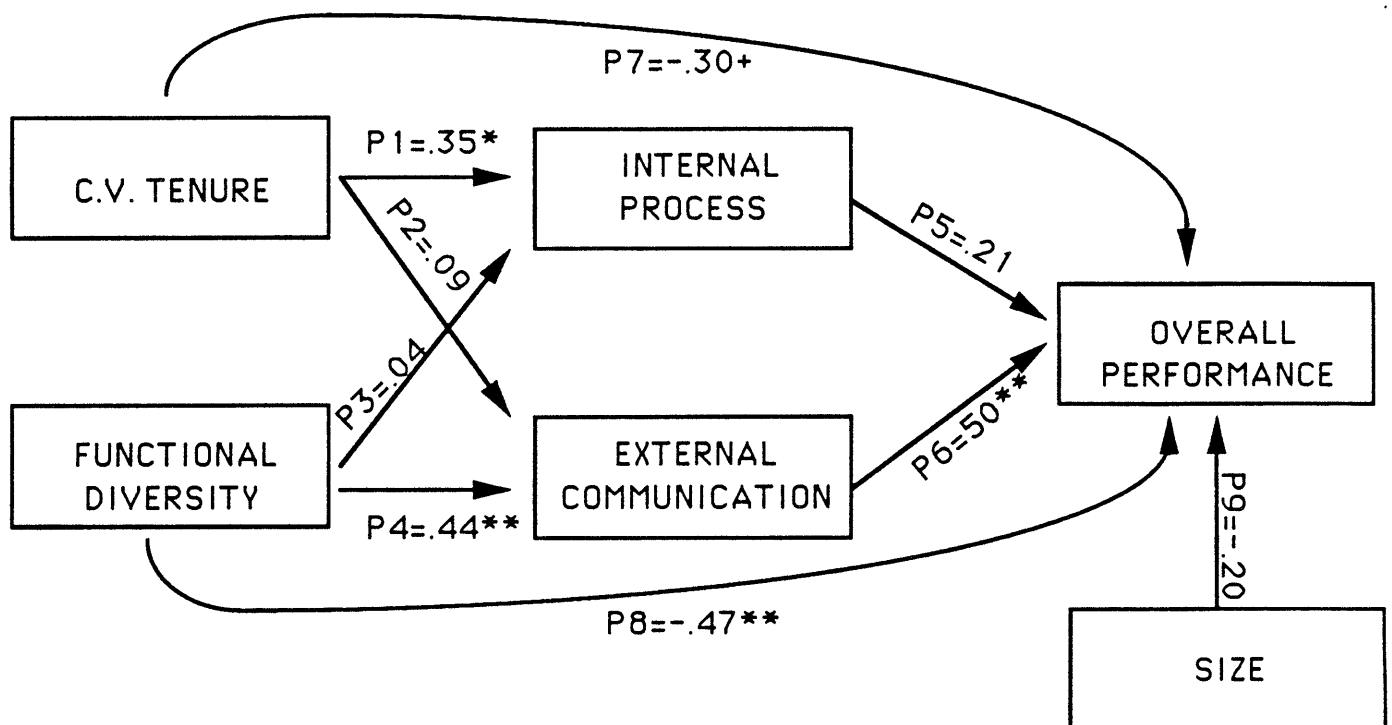 P7=-.30+
C.V. TENURE
P1=.35*
INTERNAL
PROCESS
P2=.09
P5=.21
OVERALL
PERFORMANCE
P3=.04
FUNCTIONAL
DIVERSITY
EXTERNAL
COMMUNICATION
P6=50**
P4=.44**
P9=-.20
P8=-.47**
SIZE